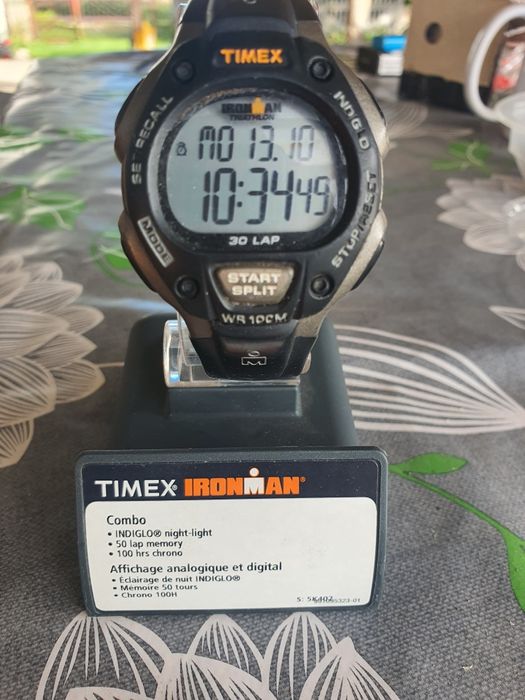 TIMEX
IRONMAN
TRIATHLON
SET RECALL
INDIGLO
MO 13.10
10:34 49
MODE
STOP/RESET
30 LAP
START
SPLIT
WR 100M
TIMEX® IRONMAN®
Combo
• INDIGLO® night-light
• 50 lap memory
• 100 hrs chrono
Affichage analogique et digital
• Éclairage de nuit INDIGLO®
• Mémoire 50 tours
• Chrono 100H
S: 5K402